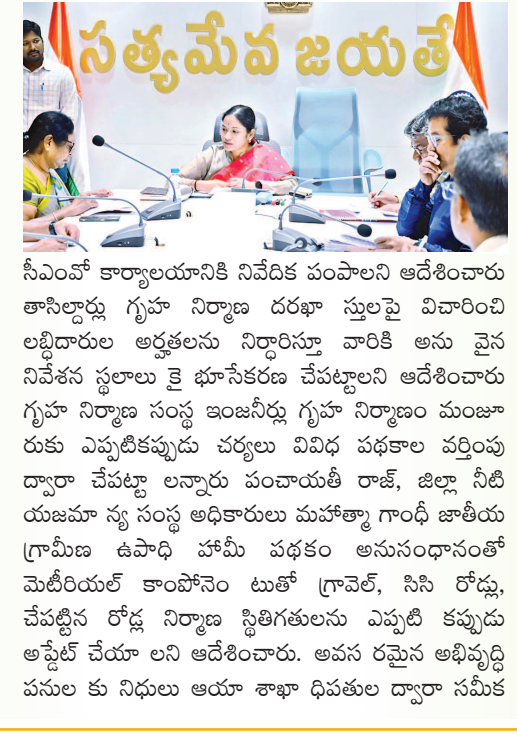 సత్యమేవ జయతే
సీఎంవో కార్యాలయానికి నివేదిక పంపాలని ఆదేశించారు
తాసిల్దార్లు గృహ నిర్మాణ దరఖా స్తులపై విచారించి
లబ్ధిదారుల అర్హతలను నిర్ధారిస్తూ వారికి అను వైన
నివేశన స్థలాలు కై భూసేకరణ చేపట్టాలని ఆదేశించారు
గృహ నిర్మాణ సంస్థ ఇంజనీర్లు గృహ నిర్మాణం మంజూ
రుకు ఎప్పటికప్పుడు చర్యలు వివిధ పథకాల వర్తింపు
ద్వారా చేపట్టా లన్నారు పంచాయతీ రాజ్, జిల్లా నీటి
యజమా న్య సంస్థ అధికారులు మహాత్మా గాంధీ జాతీయ
గ్రామీణ ఉపాధి హామీ పథకం అనుసంధానంతో
మెటీరియల్ కాంపోనెం టుతో గ్రావెల్, సిసి రోడ్లు,
చేపట్టిన రోడ్ల నిర్మాణ స్థితిగతులను ఎప్పటి కప్పుడు
అప్డేట్ చేయా లని ఆదేశించారు. అవస రమైన అభివృద్ధి
పనుల కు నిధులు ఆయా శాఖా ధిపతుల ద్వారా సమీక